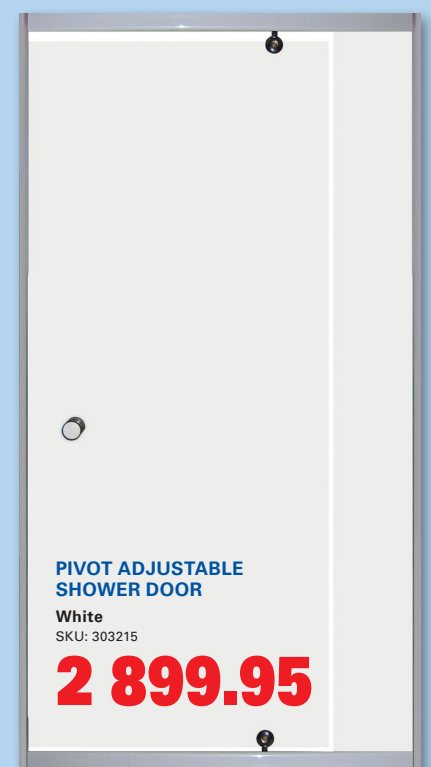 PIVOT ADJUSTABLE
SHOWER DOOR
White
SKU: 303215
2 899.95